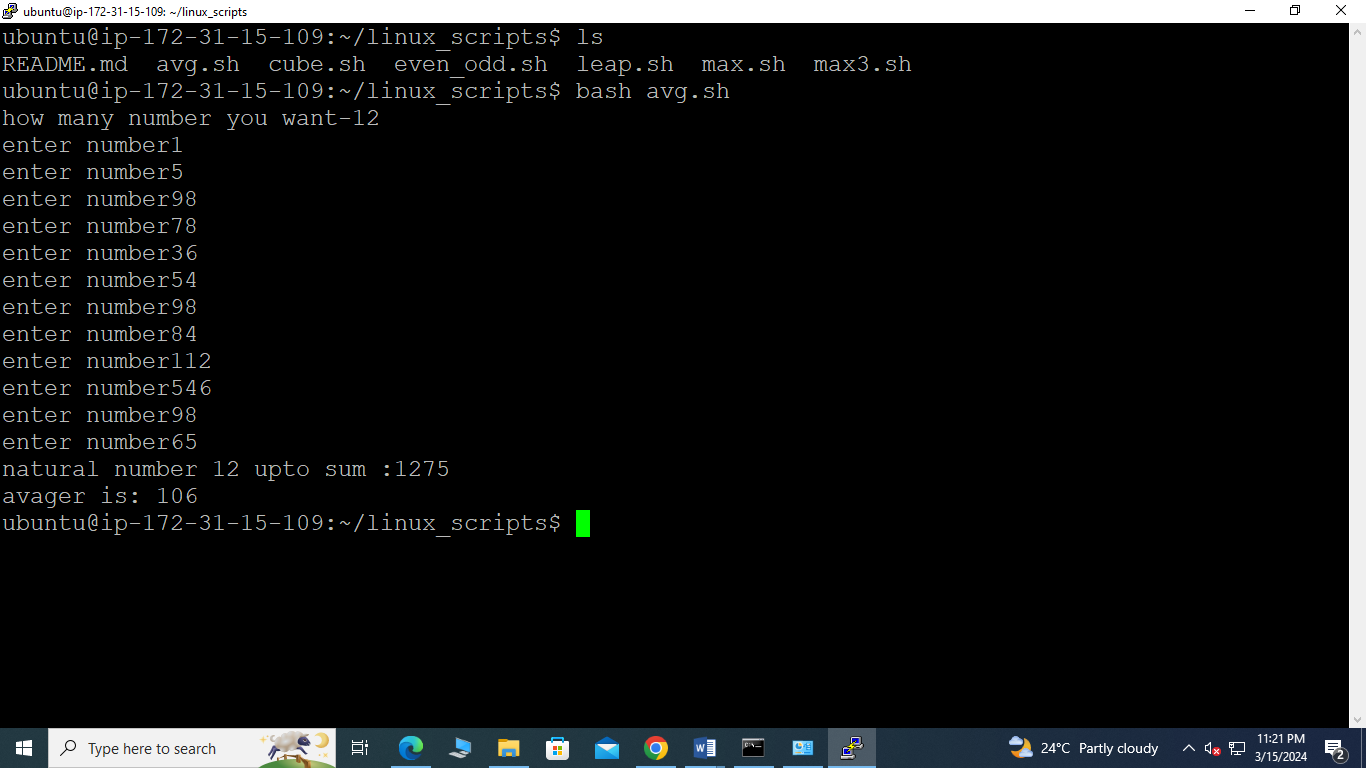 ubuntu@ip-172-31-15-109: ~/linux_scripts
ubuntu@ip-172-31-15-109:~/linux_scripts$ ls
README.md avg.sh cube.sh even_odd.sh leap.sh max.sh max3.sh
ubuntu@ip-172-31-15-109:~/linux_scripts$ bash avg.sh
how many number you want-12
enter number1
enter number5
enter number98
enter number78
enter number36
enter number54
enter number98
enter number84
enter number112
enter number546
enter number98
enter number65
natural number 12 upto sum :1275
avager is: 106
ubuntu@ip-172-31-15-109:~/linux_scripts$
Type here to search
24°C Partly cloudy
11:21 PM
3/15/2024
2